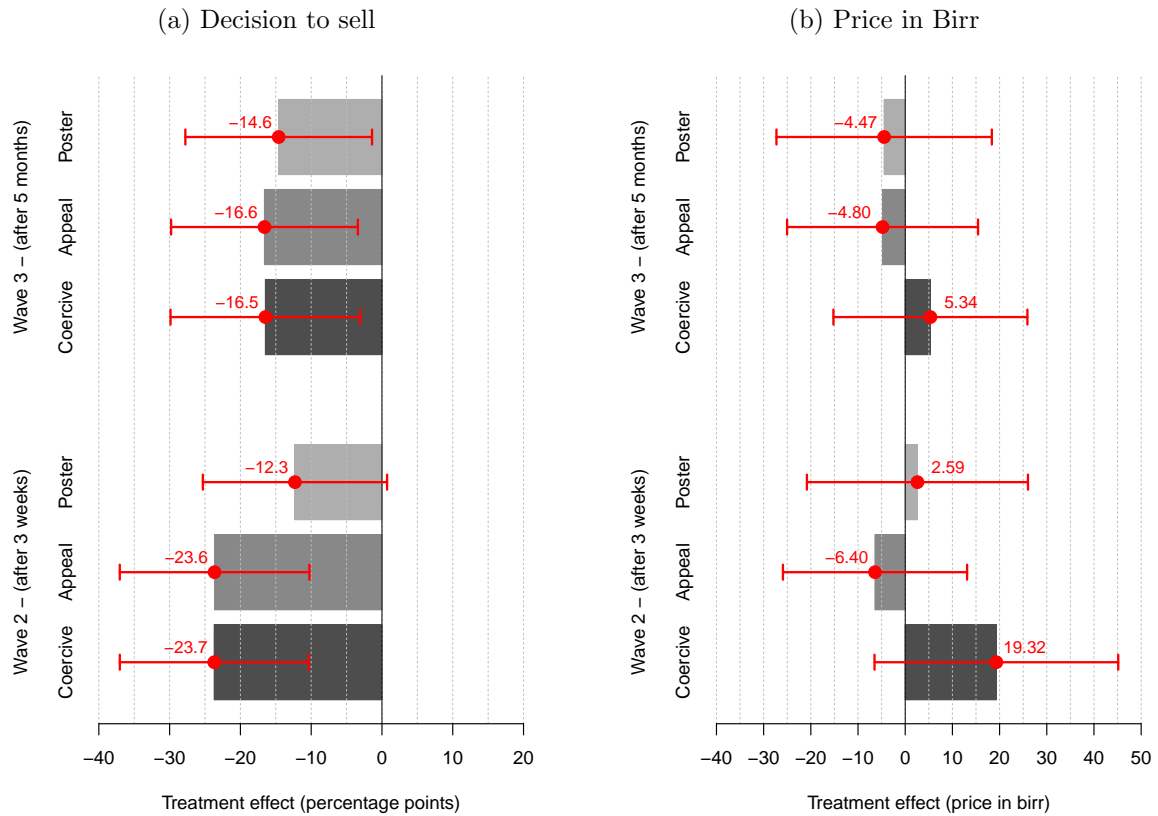 (a) Decision to sell
Wave 3 − (after 5 months)
Poster
−14.6
Appeal
−16.6
Coercive
−16.5
Wave 2 − (after 3 weeks)
Poster
−12.3
Appeal
−23.6
Coercive
−23.7
−40 −30 −20 −10 0 10 20
Treatment effect (percentage points)
(b) Price in Birr
Wave 3 − (after 5 months)
Poster
−4.47
Appeal
−4.80
Coercive
5.34
Wave 2 − (after 3 weeks)
Poster
2.59
Appeal
−6.40
Coercive
19.32
−40 −30 −20 −10 0 10 20 30 40 50
Treatment effect (price in birr)